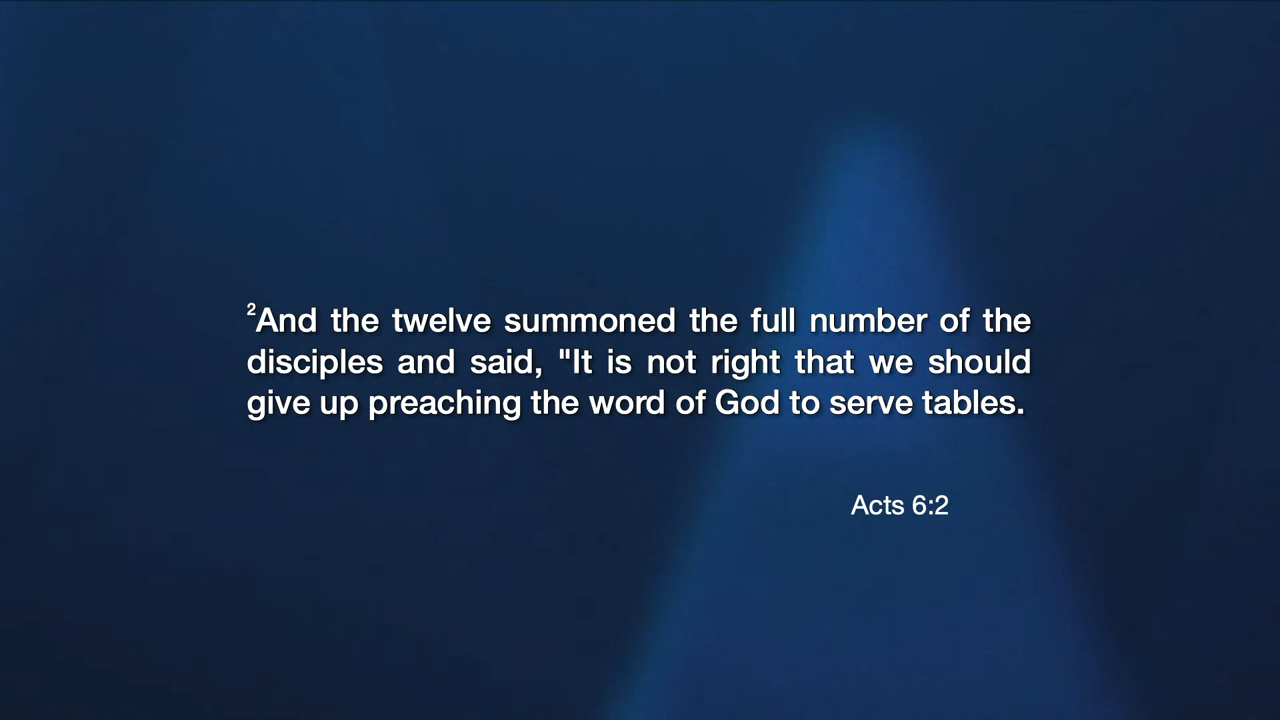 ²And the twelve summoned the full number of the
disciples and said, "It is not right that we should
give up preaching the word of God to serve tables.
Acts 6:2